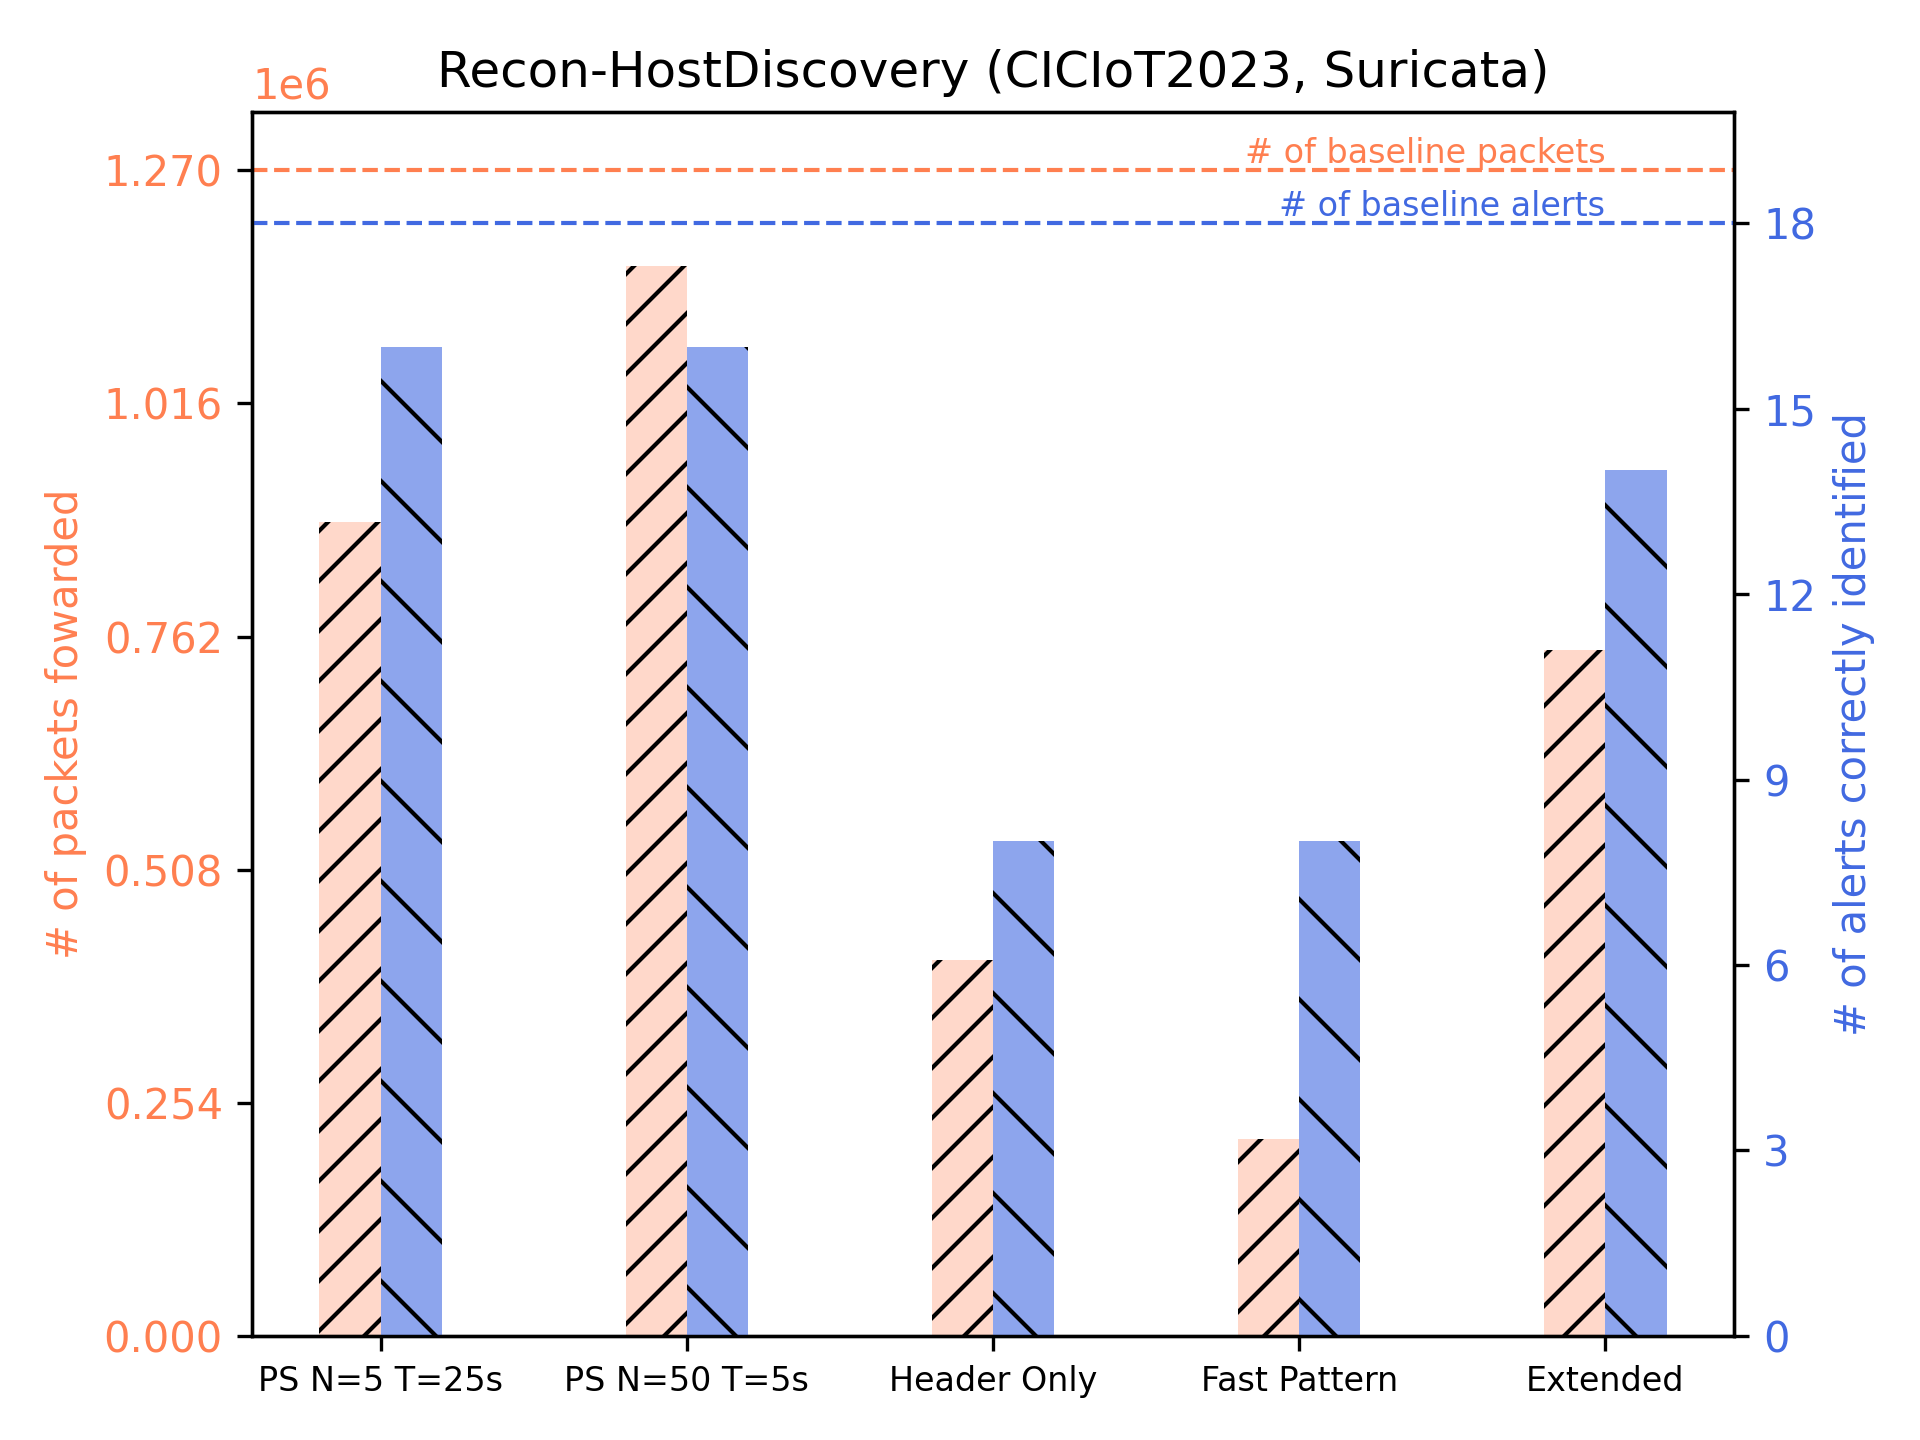 Recon-HostDiscovery (CICIoT2023, Suricata)
1e6
# of baseline packets
# of baseline alerts
1.270
1.016
0.762
0.508
0.254
0.000
# of packets fowarded
18
15
12
9
6
3
0
# of alerts correctly identified
PS N=5 T=25s
PS N=50 T=5s
Header Only
Fast Pattern
Extended